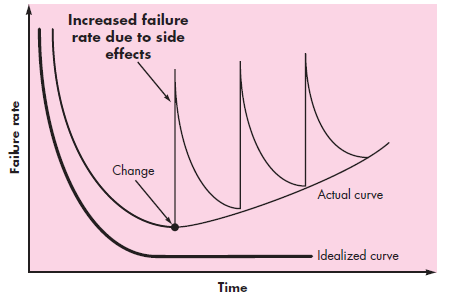 Increased failure
rate due to side
effects
Failure rate
Change
Actual curve
Idealized curve
Time